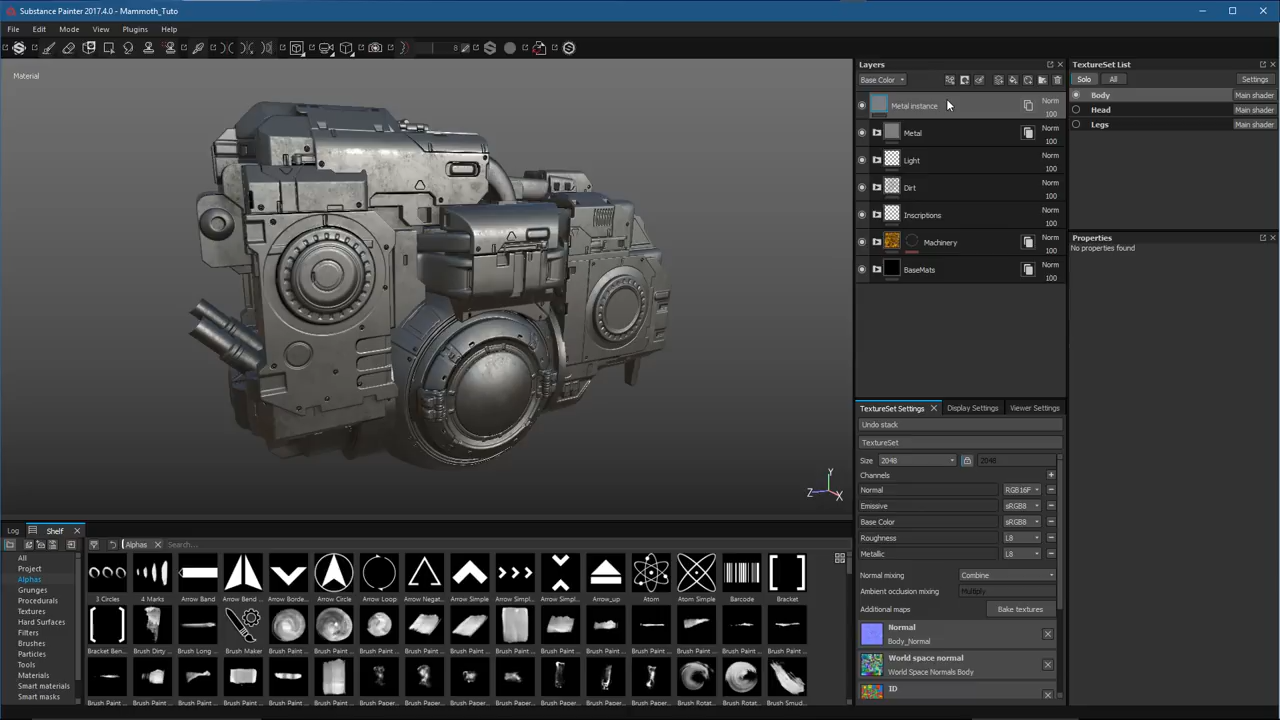 Substance Painter 2017.4.0 - Mammoth_Tuto
File Edit Mode View Plugins Help
8
Material
Y
Z
X
Layers
Base Color
Metal instance
Norm
100
Metal
Norm
100
Light
Norm
100
Dirt
Norm
100
Inscriptions
Norm
100
Machinery
Norm
100
BaseMats
Norm
100
TextureSet List
Solo All Settings
Body Main shader
Head Main shader
Legs Main shader
Properties
No properties found
TextureSet Settings Display Settings Viewer Settings
Undo stack
TextureSet
Size 2048 2048
Channels
Normal RGB16F
Emissive sRGB8
Base Color sRGB8
Roughness L8
Metallic L8
Normal mixing Combine
Ambient occlusion mixing Multiply
Additional maps Bake textures
Normal
Body_Normal
World space normal
World Space Normals Body
ID
Log Shelf
Alphas Search...
All
Project
Alphas
Grunges
Procedurals
Textures
Hard Surfaces
Filters
Brushes
Particles
Tools
Materials
Smart materials
Smart masks
3 Circles 4 Marks Arrow Band Arrow Bend ... Arrow Borde... Arrow Circle Arrow Loop Arrow Negat... Arrow Simple Arrow Simpl... Arrow Simpl... Arrow_up Atom Atom Simple Barcode Bracket
Bracket Ben... Brush Dirty ... Brush Long ... Brush Maker Brush Paint ... Brush Paint ... Brush Paint ... Brush Paint ... Brush Paint ... Brush Paint ... Brush Paint ... Brush Paint ... Brush Paint ... Brush Paint ... Brush Paint ... Brush Paint ...
Brush Paint ... Brush Paint ... Brush Paint ... Brush Paint ... Brush Paint ... Brush Paint ... Brush Paper... Brush Paper... Brush Paper... Brush Paper... Brush Paper... Brush Paper... Brush Paper... Brush Rotat... Brush Rotat... Brush Smud...